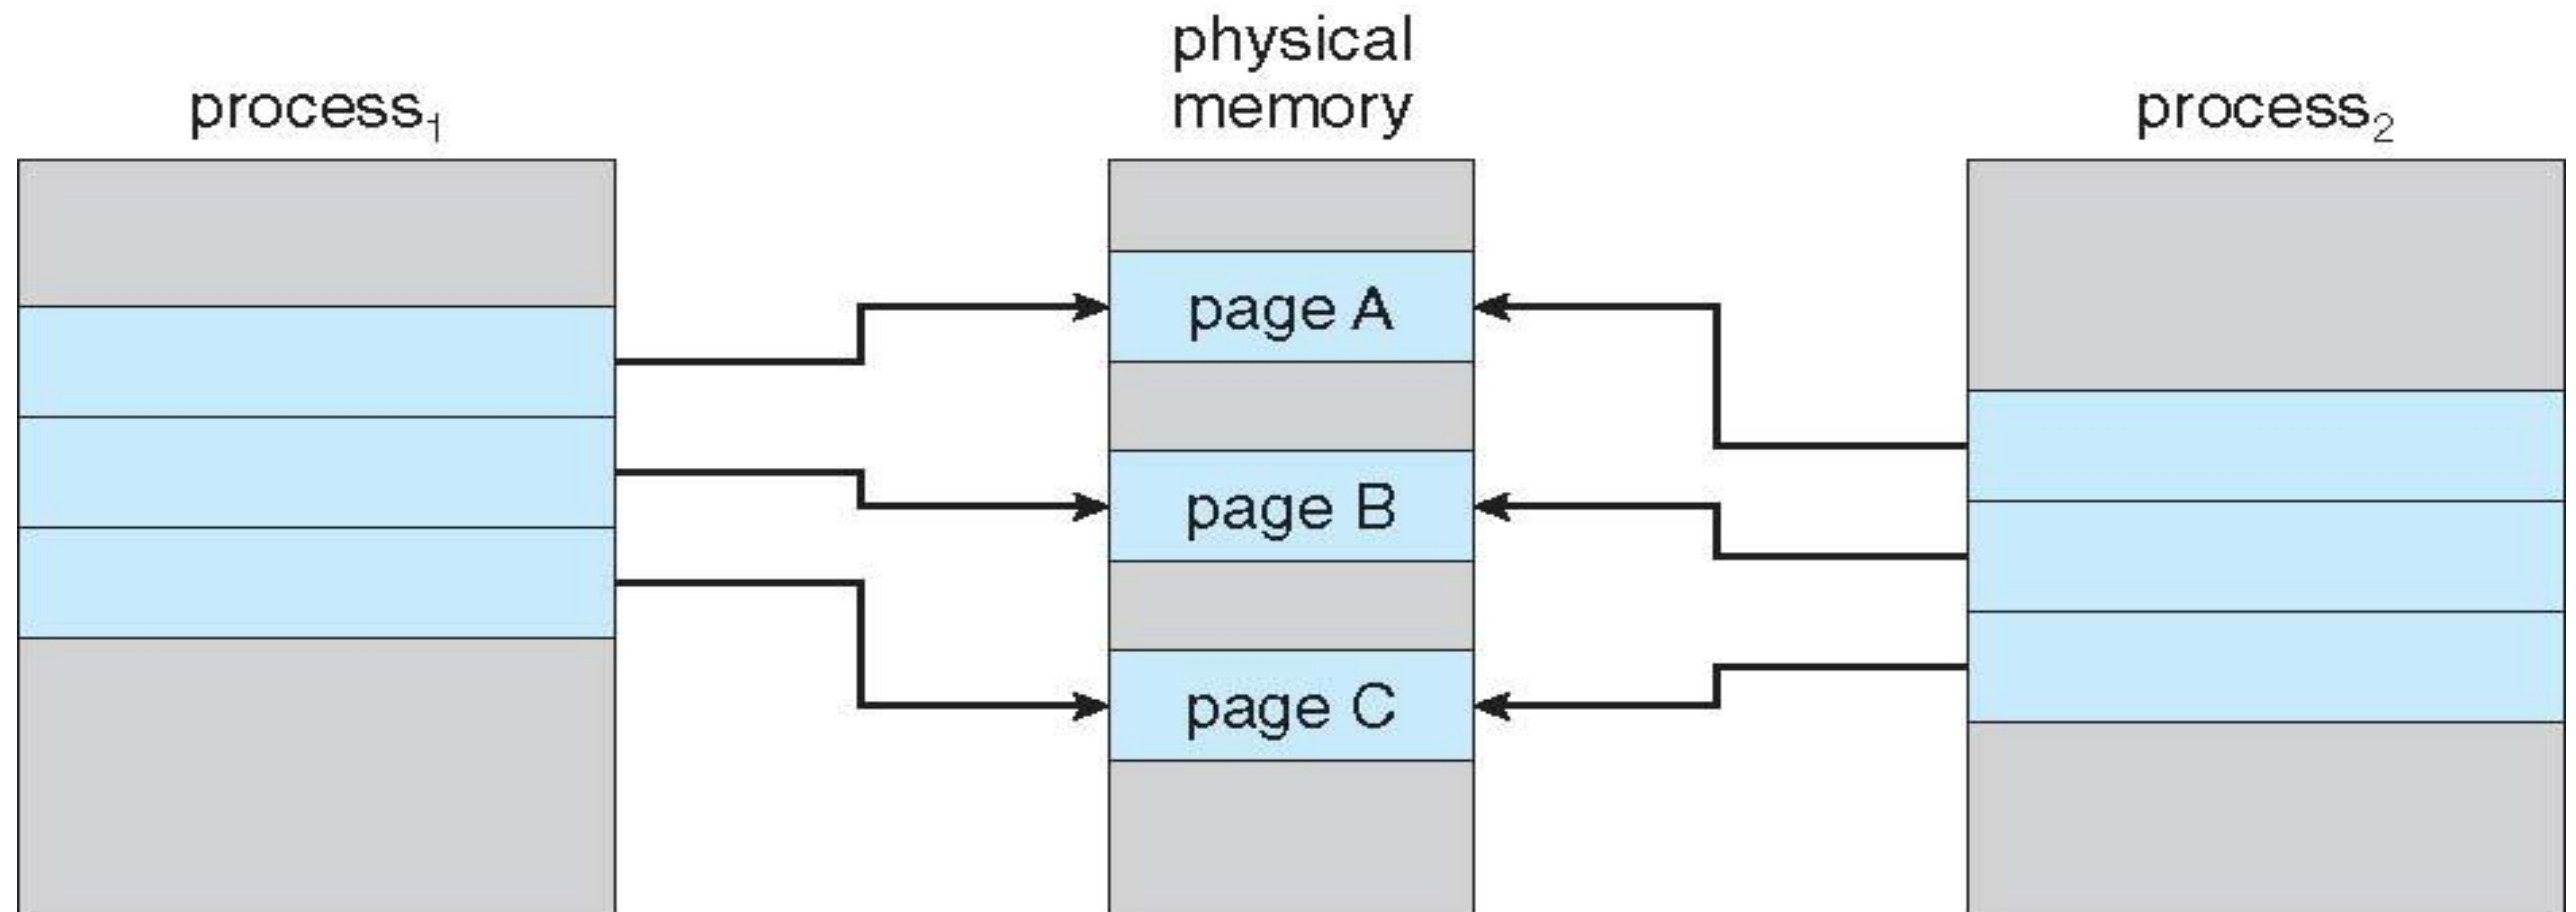 physical
memory
process₁
process₂
page A
page B
page C